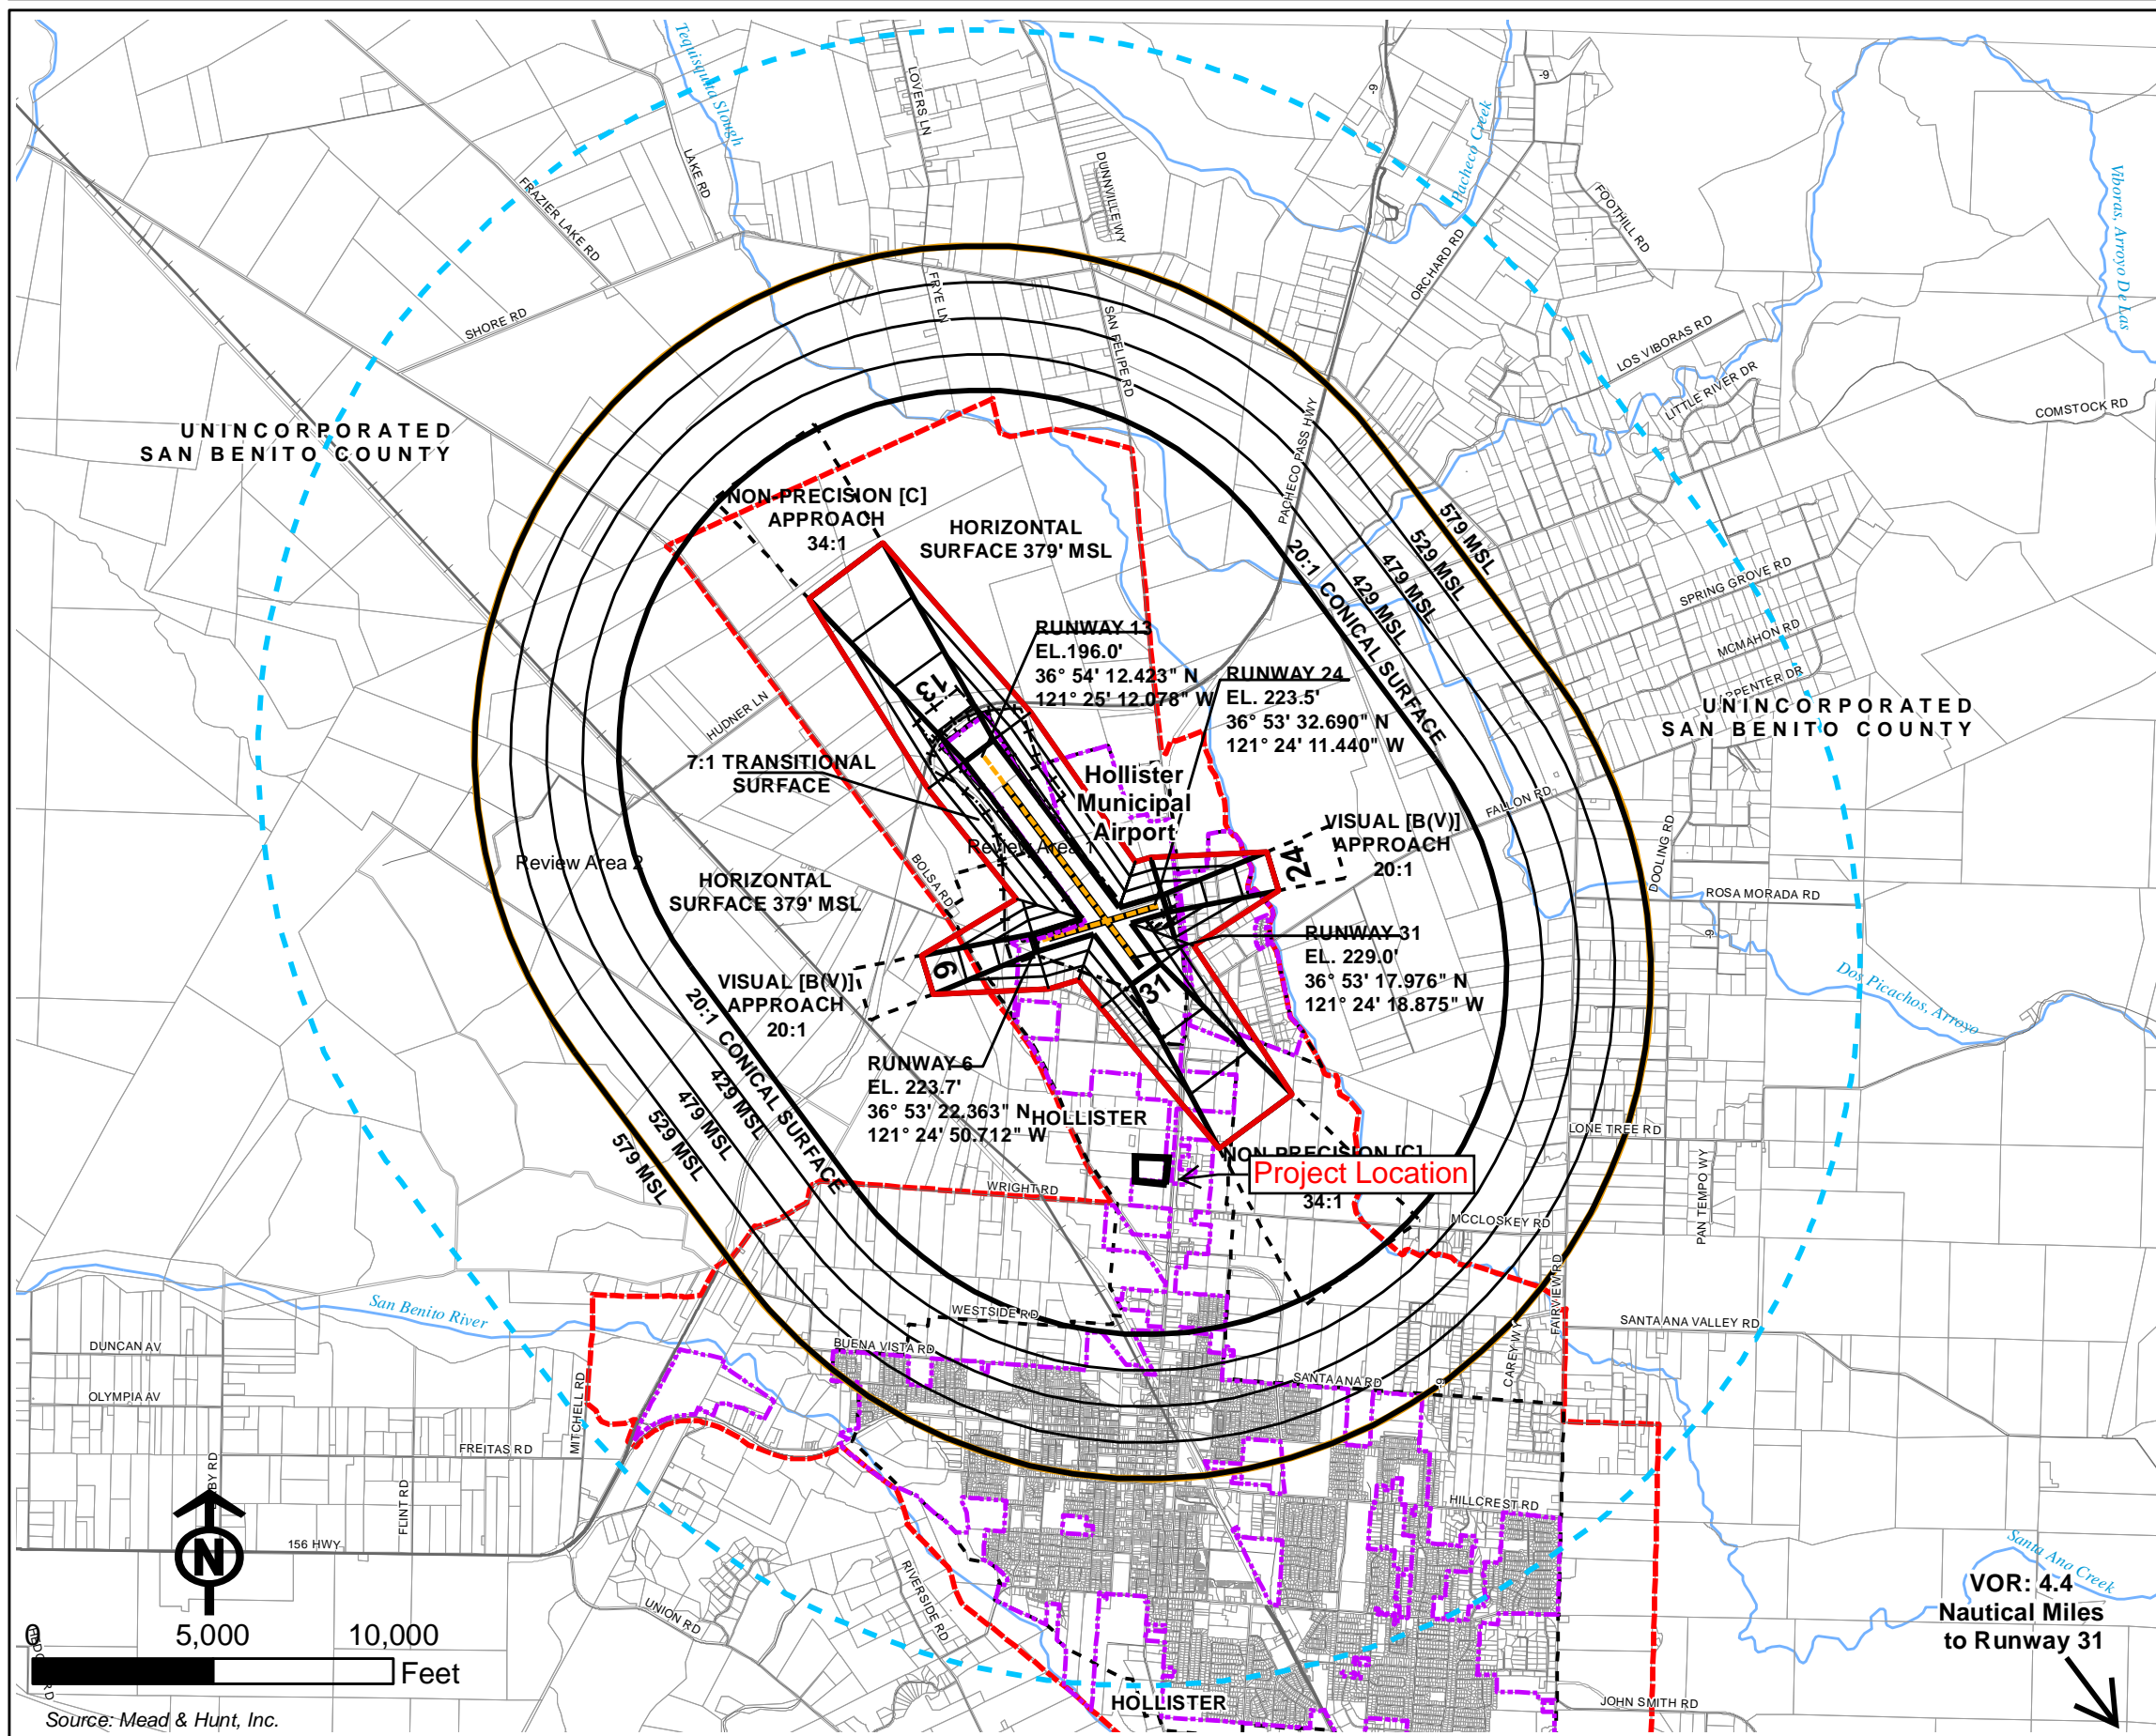 Tequisquita Slough
LOVERS LN
LAKE RD
DUNNVILLE WY
Pacheco Creek
FOOTHILL RD
Viboras, Arroyo De Las
FRAZIER LAKE RD
ORCHARD RD
SHORE RD
FRYE LN
SAN FELIPE RD
LOS VIBORAS RD
LITTLE RIVER DR
COMSTOCK RD
PACHECO PASS HWY
UNINCORPORATED
SAN BENITO COUNTY
NON-PRECISION [C]
APPROACH
34:1
HORIZONTAL
SURFACE 379' MSL
579 MSL
529 MSL
479 MSL
429 MSL
20:1 CONICAL SURFACE
SPRING GROVE RD
MCMAHON RD
RUNWAY 13
EL.196.0'
36° 54' 12.423" N
121° 25' 12.078" W
RUNWAY 24
EL. 223.5'
36° 53' 32.690" N
121° 24' 11.440" W
UNINCORPORATED
SAN BENITO COUNTY
HUDNER LN
13
7:1 TRANSITIONAL
SURFACE
Hollister
Municipal
Airport
Review Area 1
Review Area 2
FALLON RD
DOOLING RD
VISUAL [B(V)]
APPROACH
20:1
24
BOLSA RD
HORIZONTAL
SURFACE 379' MSL
ROSA MORADA RD
Dos Picachos, Arroyo
RUNWAY 31
EL. 229.0'
36° 53' 17.976" N
121° 24' 18.875" W
6
31
VISUAL [B(V)]
APPROACH
20:1
20:1 CONICAL SURFACE
429 MSL
479 MSL
529 MSL
579 MSL
RUNWAY 6
EL. 223.7'
36° 53' 22.363" N
121° 24' 50.712" W
HOLLISTER
LONE TREE RD
PAN TEMPO WY
NON-PRECISION [C]
Project Location
34:1
WRIGHT RD
MCCLOSKEY RD
FAIRVIEW RD
San Benito River
WESTSIDE RD
BUENA VISTA RD
SANTA ANA RD
CAREY WY
SANTA ANA VALLEY RD
DUNCAN AV
OLYMPIA AV
MITCHELL RD
FREITAS RD
FLINT RD
HILLCREST RD
156 HWY
N
UNION RD
RIVERSIDE RD
Santa Ana Creek
VOR: 4.4
Nautical Miles
to Runway 31
0 5,000 10,000
Feet
HOLLISTER
JOHN SMITH RD
Source: Mead & Hunt, Inc.